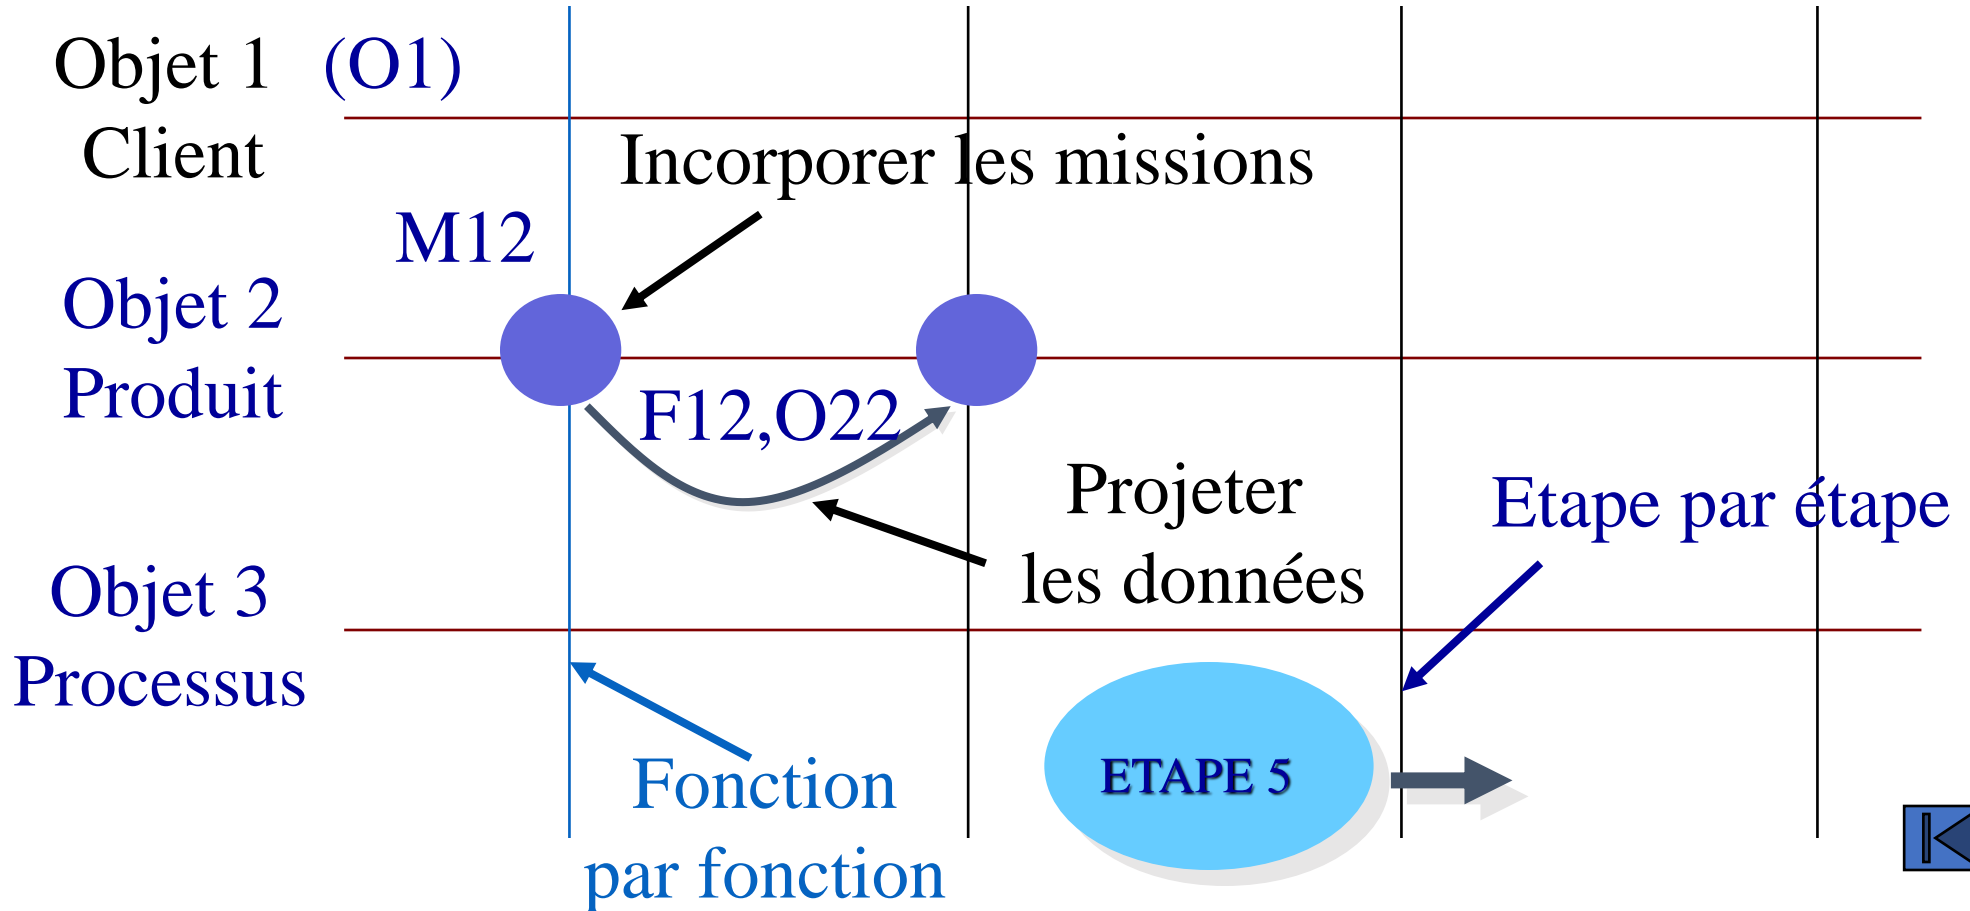 Objet 1 (O1)
Client
Incorporer les missions
M12
Objet 2
Produit
F12,O22
Projeter
les données
Etape par étape
Objet 3
Processus
ETAPE 5
Fonction
par fonction